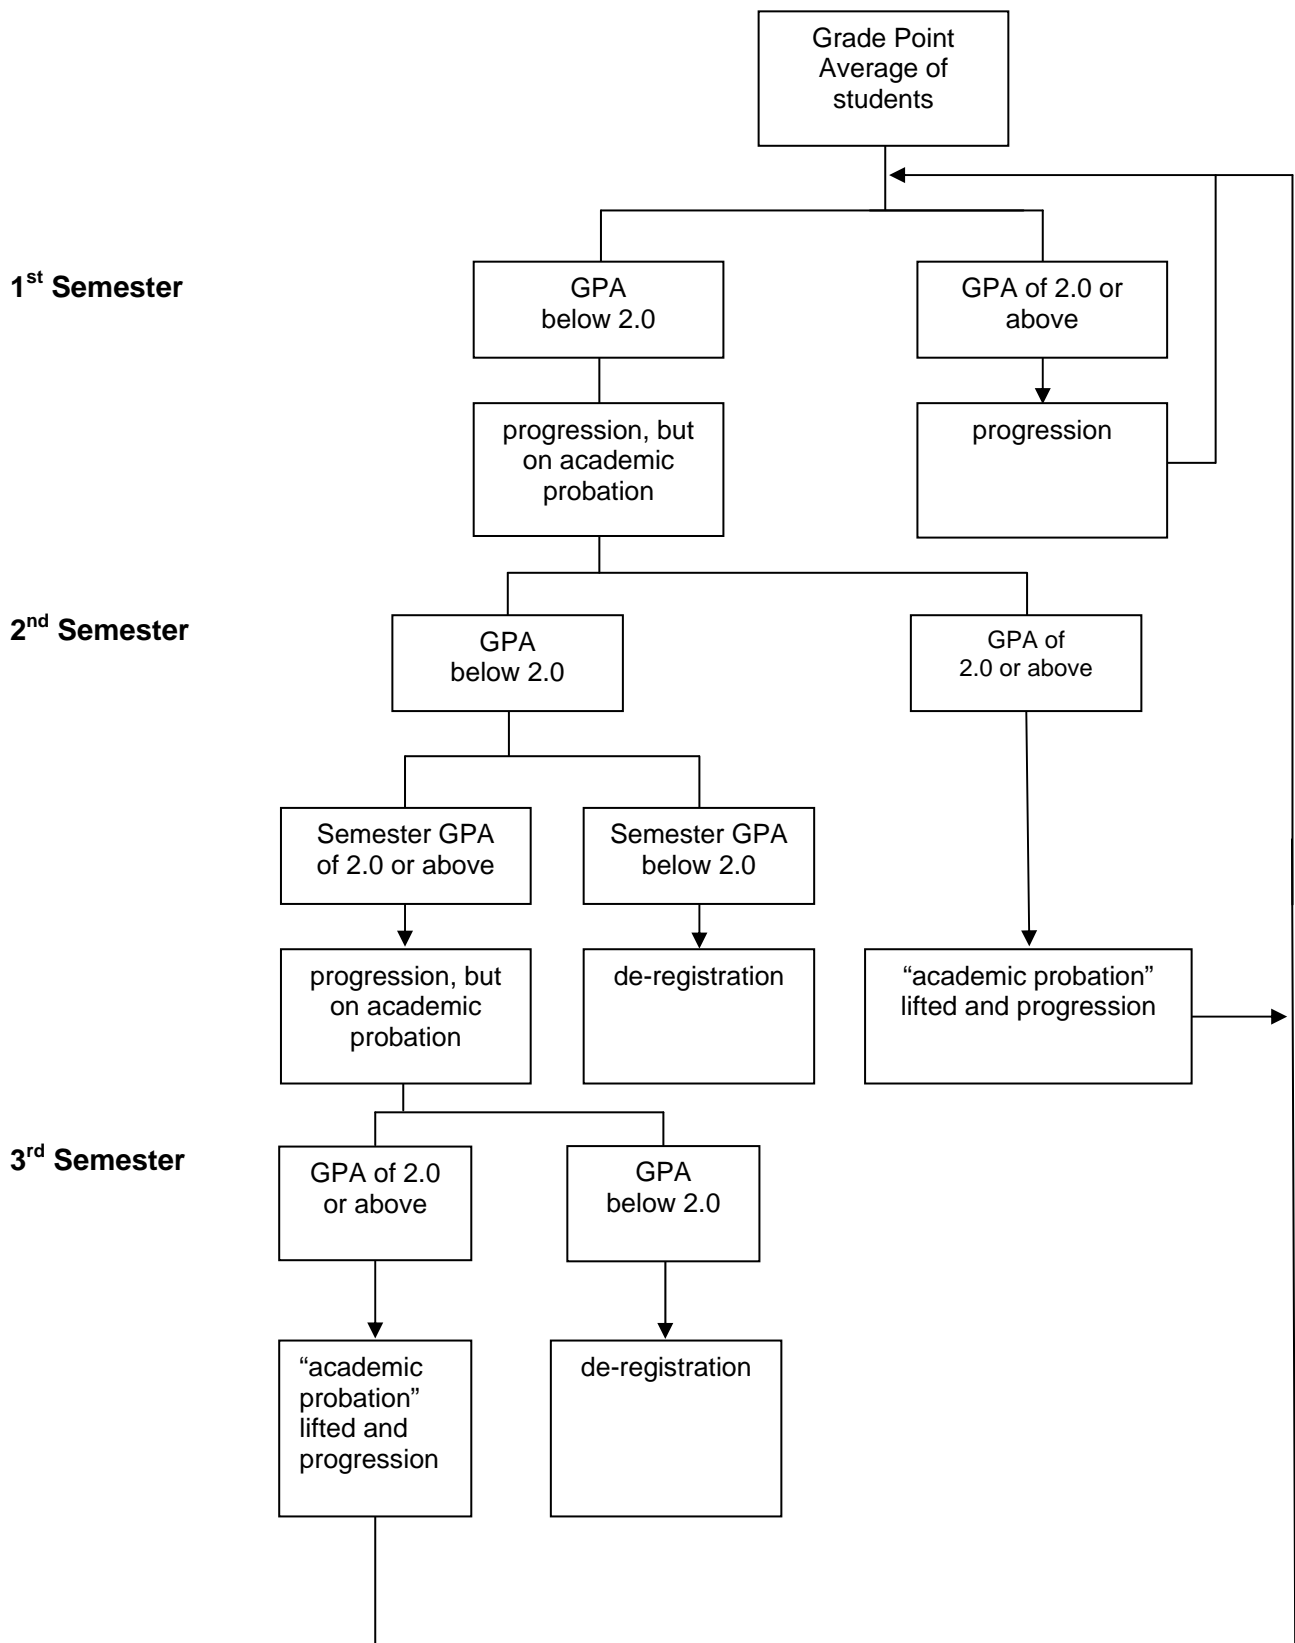 Grade Point
Average of
students
1st Semester
GPA
below 2.0
GPA of 2.0 or
above
progression, but
on academic
probation
progression
2nd Semester
GPA
below 2.0
GPA of
2.0 or above
Semester GPA
of 2.0 or above
Semester GPA
below 2.0
progression, but
on academic
probation
de-registration
“academic probation”
lifted and progression
3rd Semester
GPA of 2.0
or above
GPA
below 2.0
“academic
probation”
lifted and
progression
de-registration